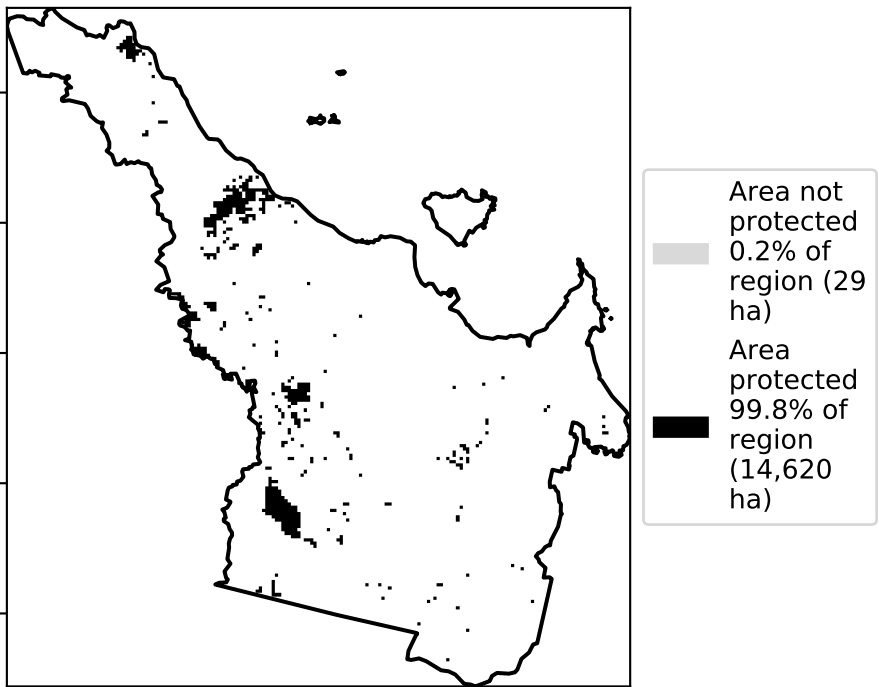 Area not
protected
0.2% of
region (29
ha)
Area
protected
99.8% of
region
(14,620
ha)